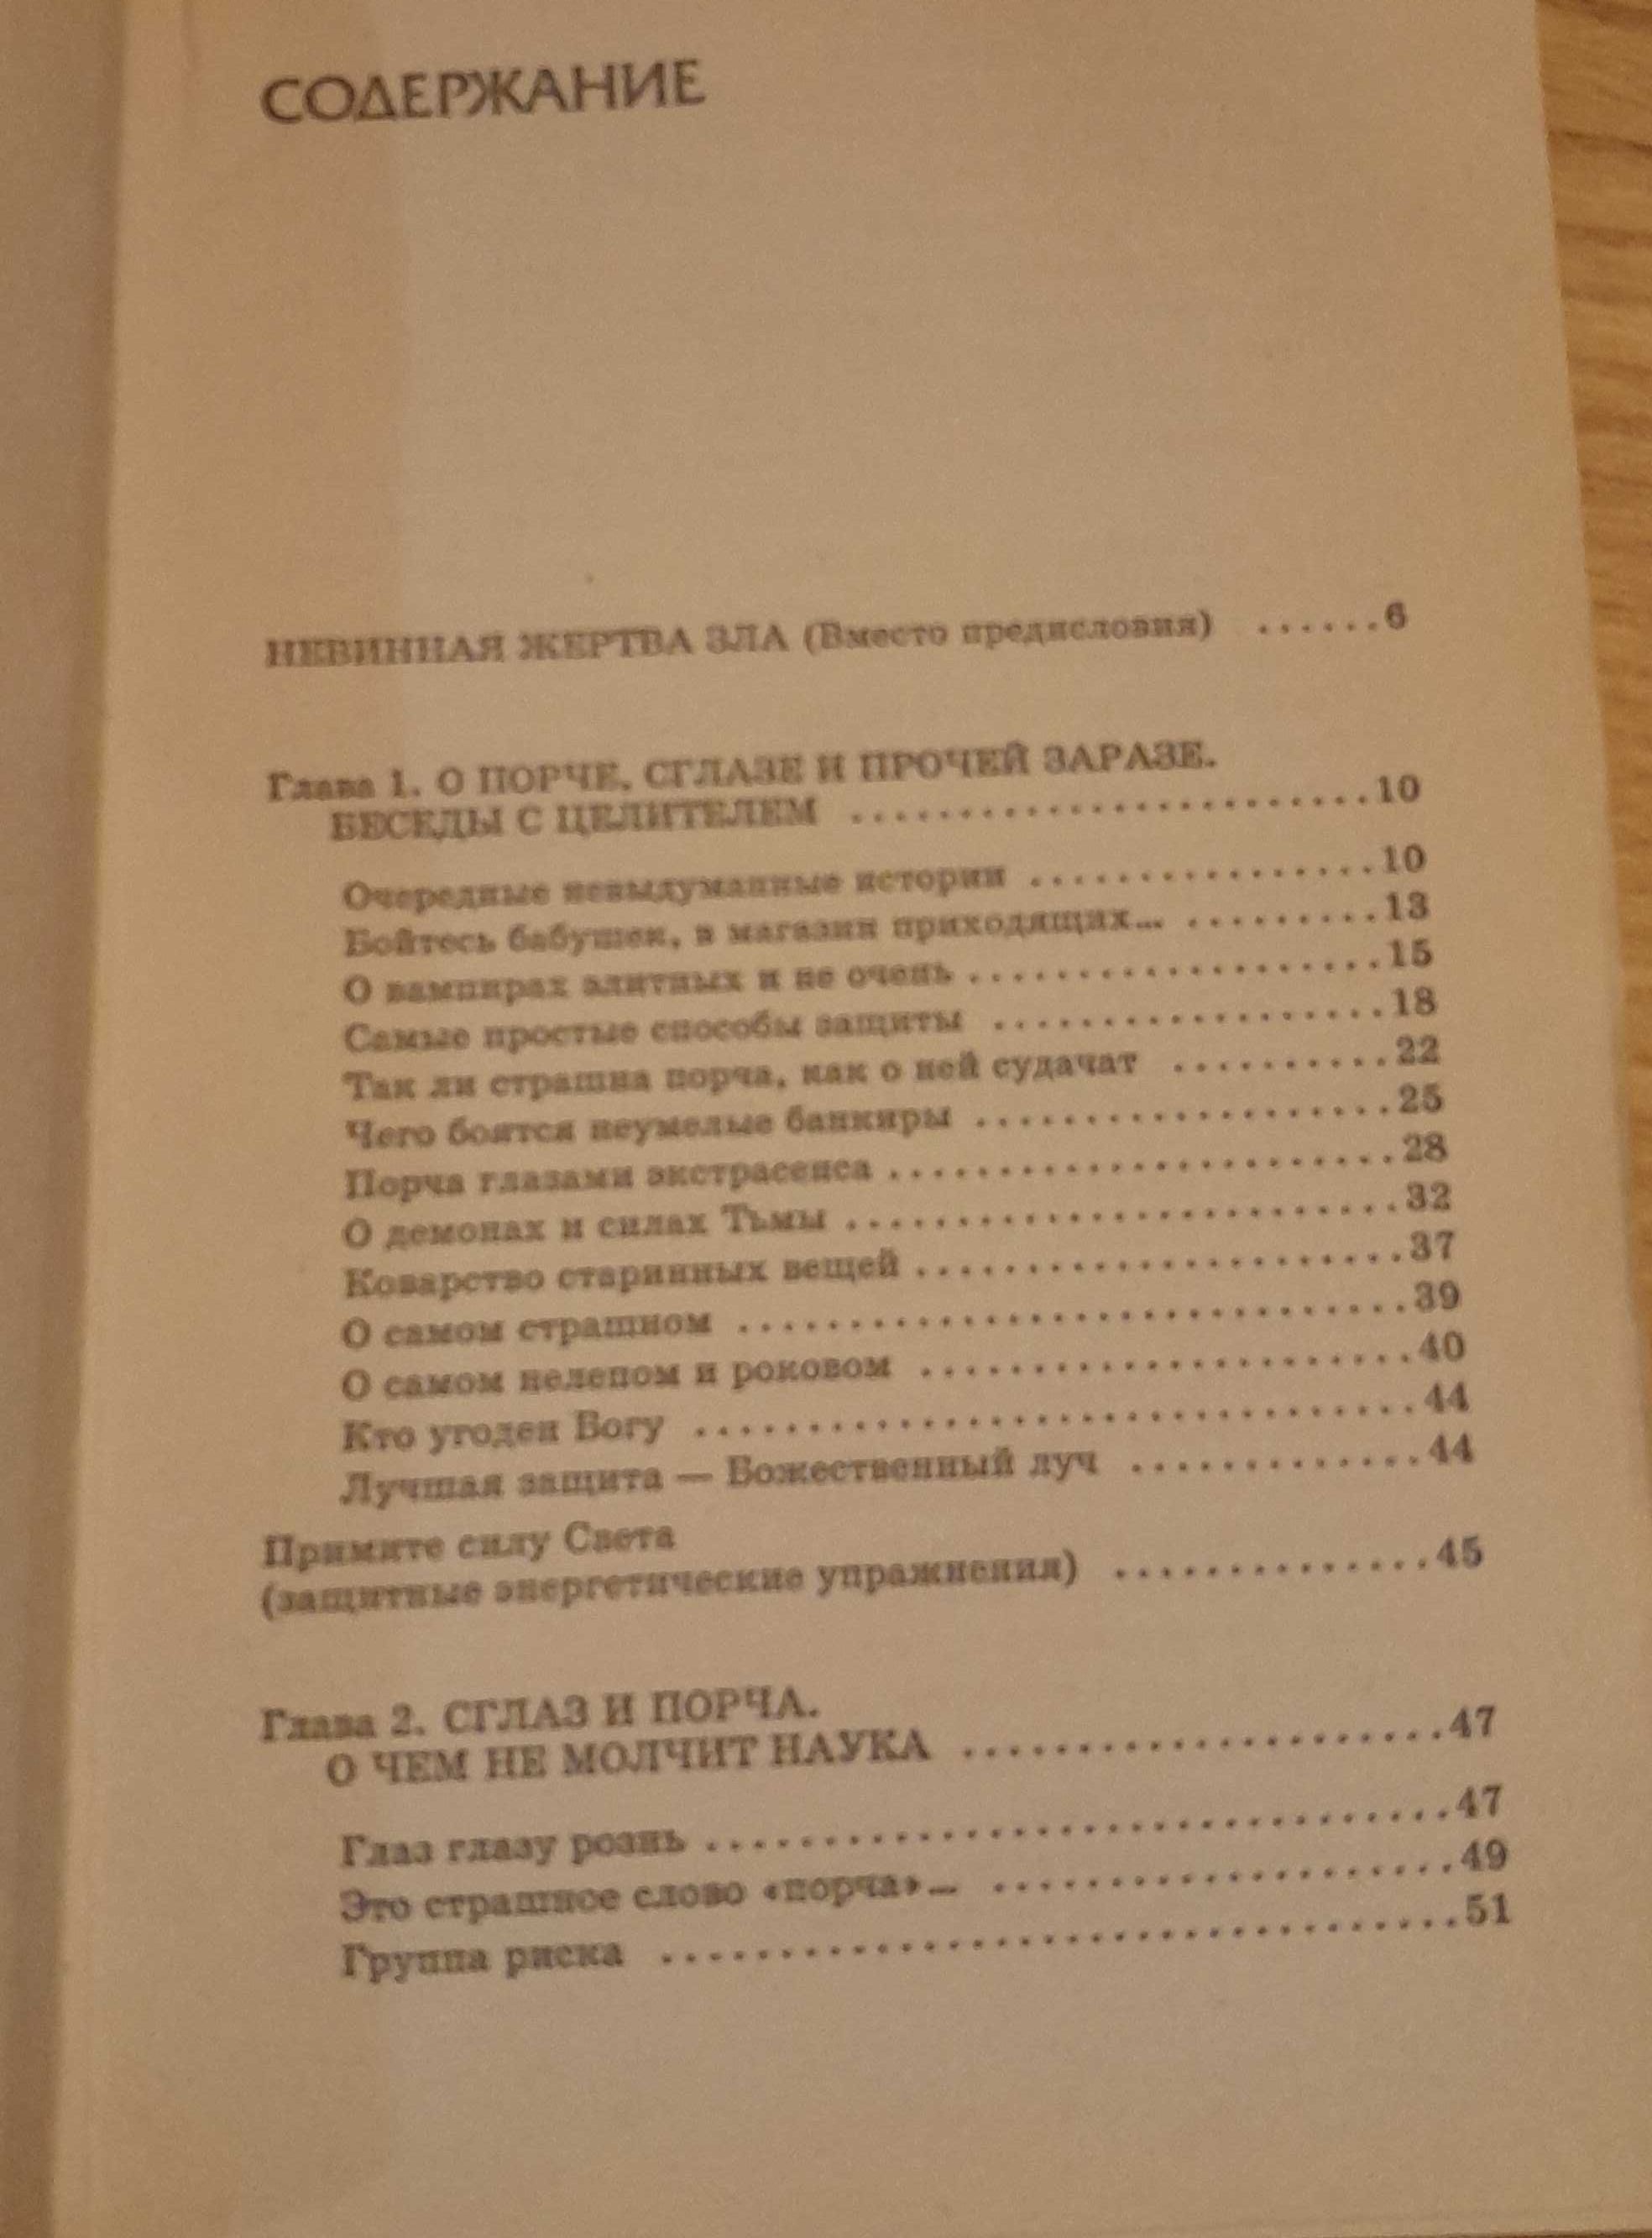 СОДЕРЖАНИЕ
НЕВИННАЯ ЖЕРТВА ЗЛА (Вместо предисловия) ......6
Глава 1. О ПОРЧЕ, СГЛАЗЕ И ПРОЧЕЙ ЗАРАЗЕ.
БЕСЕДЫ С ЦЕЛИТЕЛЕМ ........................10
Очередные невыдуманные истории ................10
Бойтесь бабушек, в магазин приходящих... .........13
О вампирах элитных и не очень ...................15
Самые простые способы защиты ..................18
Так ли страшна порча, как о ней судачат ..........22
Чего боятся неумелые банкиры ...................25
Порча глазами экстрасенса .......................28
О демонах и силах Тьмы .........................32
Коварство старинных вещей ......................37
О самом страшном ..............................39
О самом нелепом и роковом ......................40
Кто угоден Богу ................................44
Лучшая защита — Божественный луч .............44
Примите силу Света
(защитные энергетические упражнения) ..............45
Глава 2. СГЛАЗ И ПОРЧА.
О ЧЕМ НЕ МОЛЧИТ НАУКА .....................47
Глаз глазу рознь ................................47
Это страшное слово «порча»... ....................49
Группа риска ..................................51